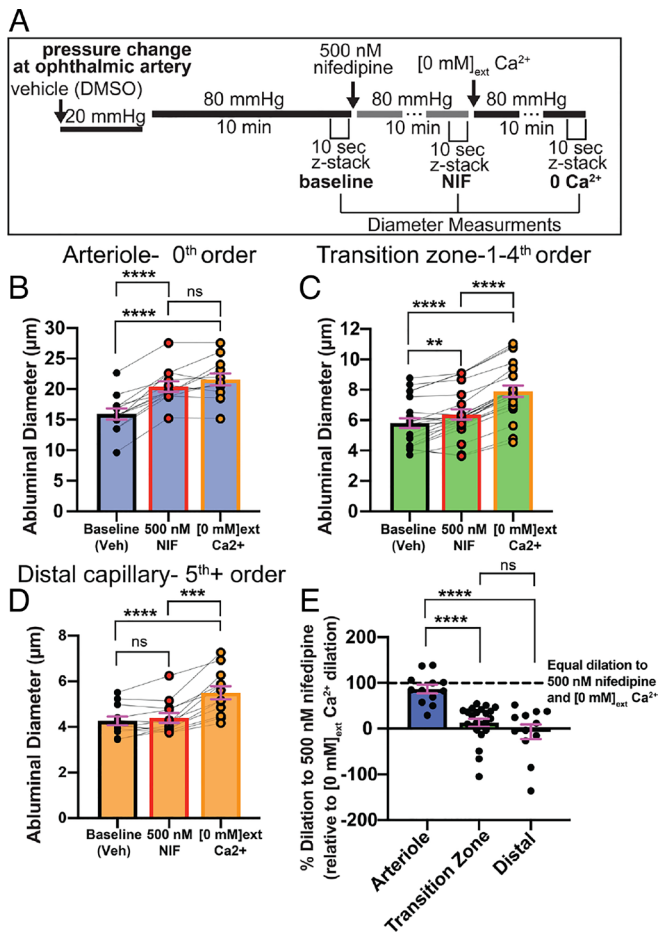 A
pressure change
at ophthalmic artery
vehicle (DMSO)
20 mmHg
80 mmHg
10 min
500 nM
nifedipine
80 mmHg
10 min
[0 mM]ext Ca2+
80 mmHg
10 min
10 sec
z-stack
baseline
10 sec
z-stack
NIF
10 sec
z-stack
0 Ca2+
Diameter Measurments
Arteriole- 0th order
B
****
ns
****
Abluminal Diameter (µm)
30
25
20
15
10
5
0
Baseline
(Veh)
500 nM
NIF
[0 mM]ext
Ca2+
Transition zone-1-4th order
C
****
****
**
Abluminal Diameter (µm)
12
10
8
6
4
2
0
Baseline
(Veh)
500 nM
NIF
[0 mM]ext
Ca2+
Distal capillary- 5th+ order
D
***
****
ns
Abluminal Diameter (µm)
8
6
4
2
0
Baseline
(Veh)
500 nM
NIF
[0 mM]ext
Ca2+
E
ns
****
****
% Dilation to 500 nM nifedipine
(relative to [0 mM]ext Ca2+ dilation)
200
100
0
-100
-200
Equal dilation to
500 nM nifedipine
and [0 mM]ext Ca2+
Arteriole
Transition Zone
Distal